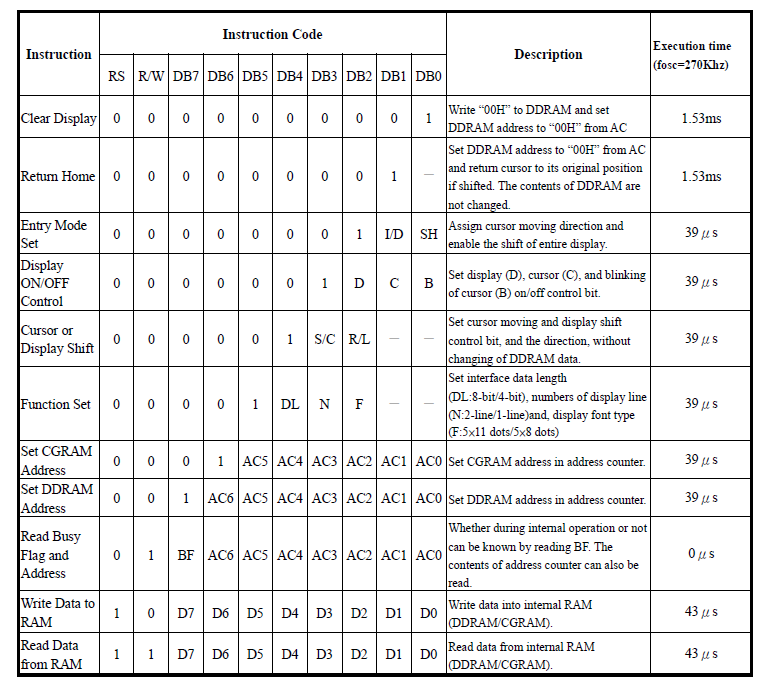 Instruction Code
Instruction
Description
Execution time
(fosc=270Khz)
RS R/W DB7 DB6 DB5 DB4 DB3 DB2 DB1 DB0
Clear Display 0 0 0 0 0 0 0 0 0 1
Write “00H” to DDRAM and set
DDRAM address to “00H” from AC
1.53ms
Return Home 0 0 0 0 0 0 0 0 1 —
Set DDRAM address to “00H” from AC
and return cursor to its original position
if shifted. The contents of DDRAM are
not changed.
1.53ms
Entry Mode
Set
0 0 0 0 0 0 0 1 I/D SH
Assign cursor moving direction and
enable the shift of entire display.
39 μs
Display
ON/OFF
Control
0 0 0 0 0 0 1 D C B
Set display (D), cursor (C), and blinking
of cursor (B) on/off control bit.
39 μs
Cursor or
Display Shift
0 0 0 0 0 1 S/C R/L — —
Set cursor moving and display shift
control bit, and the direction, without
changing of DDRAM data.
39 μs
Function Set 0 0 0 0 1 DL N F — —
Set interface data length
(DL:8-bit/4-bit), numbers of display line
(N:2-line/1-line)and, display font type
(F:5×11 dots/5×8 dots)
39 μs
Set CGRAM
Address
0 0 0 1 AC5 AC4 AC3 AC2 AC1 AC0
Set CGRAM address in address counter.
39 μs
Set DDRAM
Address
0 0 1 AC6 AC5 AC4 AC3 AC2 AC1 AC0
Set DDRAM address in address counter.
39 μs
Read Busy
Flag and
Address
0 1 BF AC6 AC5 AC4 AC3 AC2 AC1 AC0
Whether during internal operation or not
can be known by reading BF. The
contents of address counter can also be
read.
0 μs
Write Data to
RAM
1 0 D7 D6 D5 D4 D3 D2 D1 D0
Write data into internal RAM
(DDRAM/CGRAM).
43 μs
Read Data
from RAM
1 1 D7 D6 D5 D4 D3 D2 D1 D0
Read data from internal RAM
(DDRAM/CGRAM).
43 μs